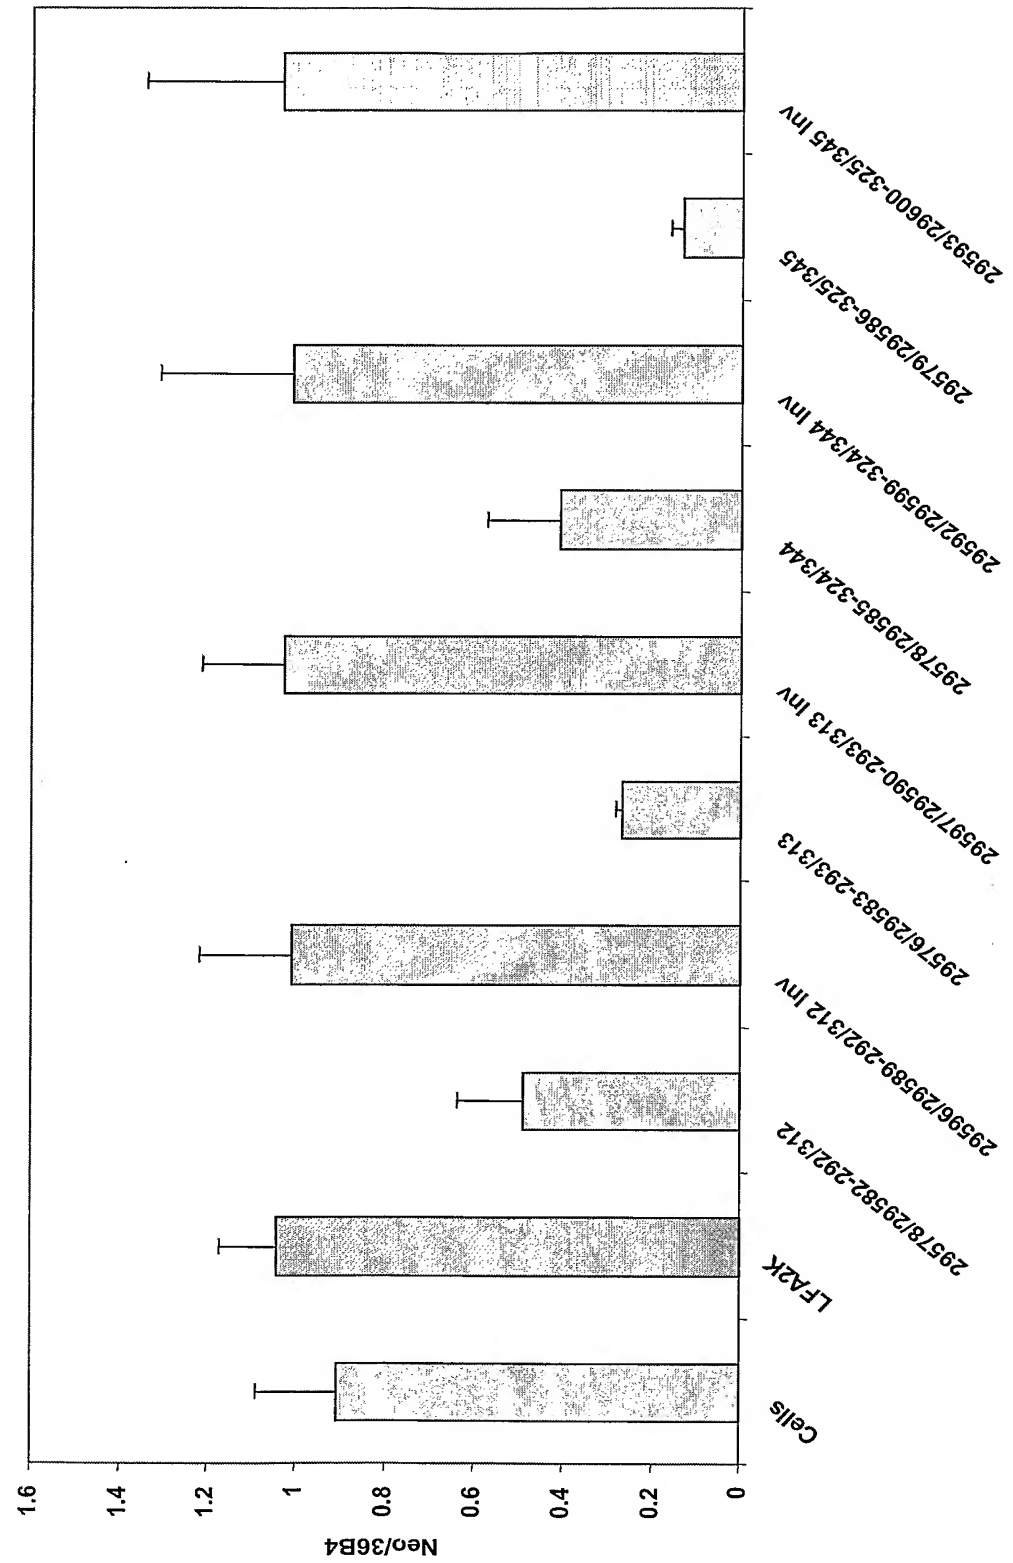 Neo/36B4
1.6
1.4
1.2
1
0.8
0.6
0.4
0.2
0
Cells
LFA2K
29578/29582-292/312
29596/29589-292/312 Inv
29576/29583-293/313
29597/29590-293/313 Inv
29578/29585-324/344
29592/29599-324/344 Inv
29579/29586-325/345
29593/29600-325/345 Inv